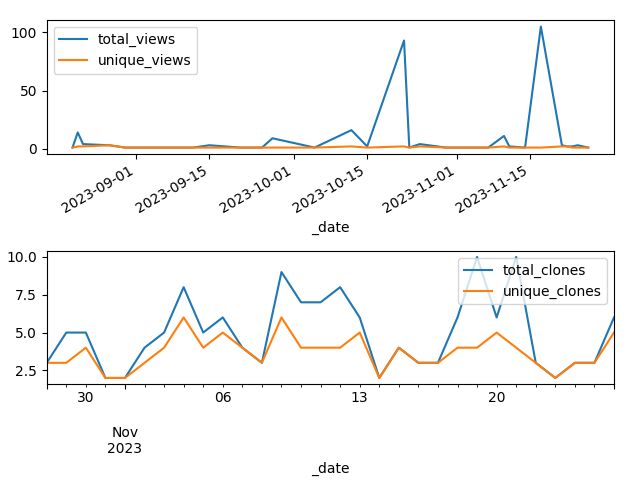 100
50
0
total_views
unique_views
2023-09-01
2023-09-15
2023-10-01
2023-10-15
2023-11-01
2023-11-15
_date
10.0
7.5
5.0
2.5
total_clones
unique_clones
30
06
13
20
Nov
2023
_date